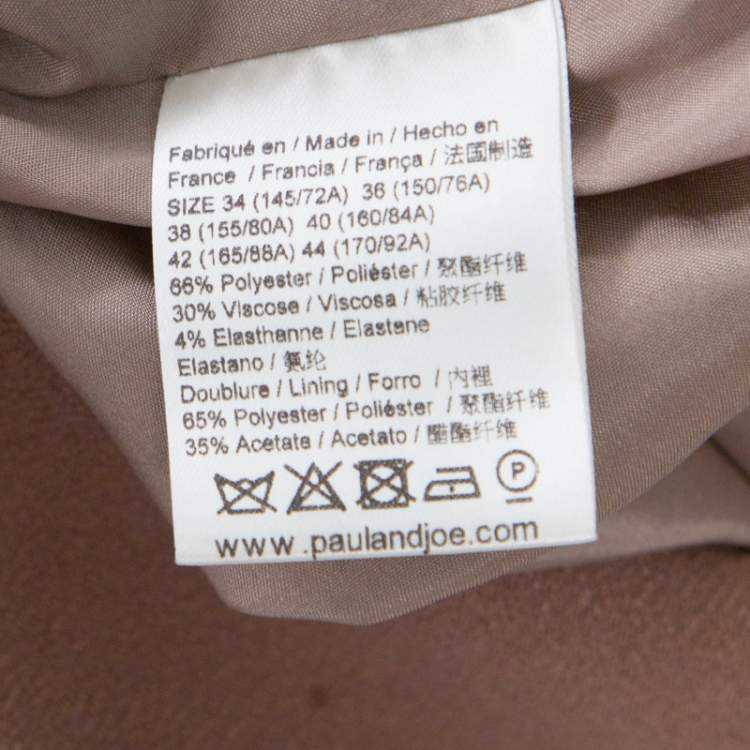 Fabriqué en / Made in / Hecho en
France / Francia / França / 法國制造
SIZE 34 (145/72A) 36 (150/76A)
38 (155/80A) 40 (160/84A)
42 (165/88A) 44 (170/92A)
66% Polyester / Poliéster / 聚酯纤维
30% Viscose / Viscosa / 粘胶纤维
4% Elasthanne / Elastane
Elastano / 氨纶
Doublure / Lining / Forro / 内裡
65% Polyester / Poliéster / 聚酯纤维
35% Acetate / Acetato / 醋酯纤维
P
www.paulandjoe.com